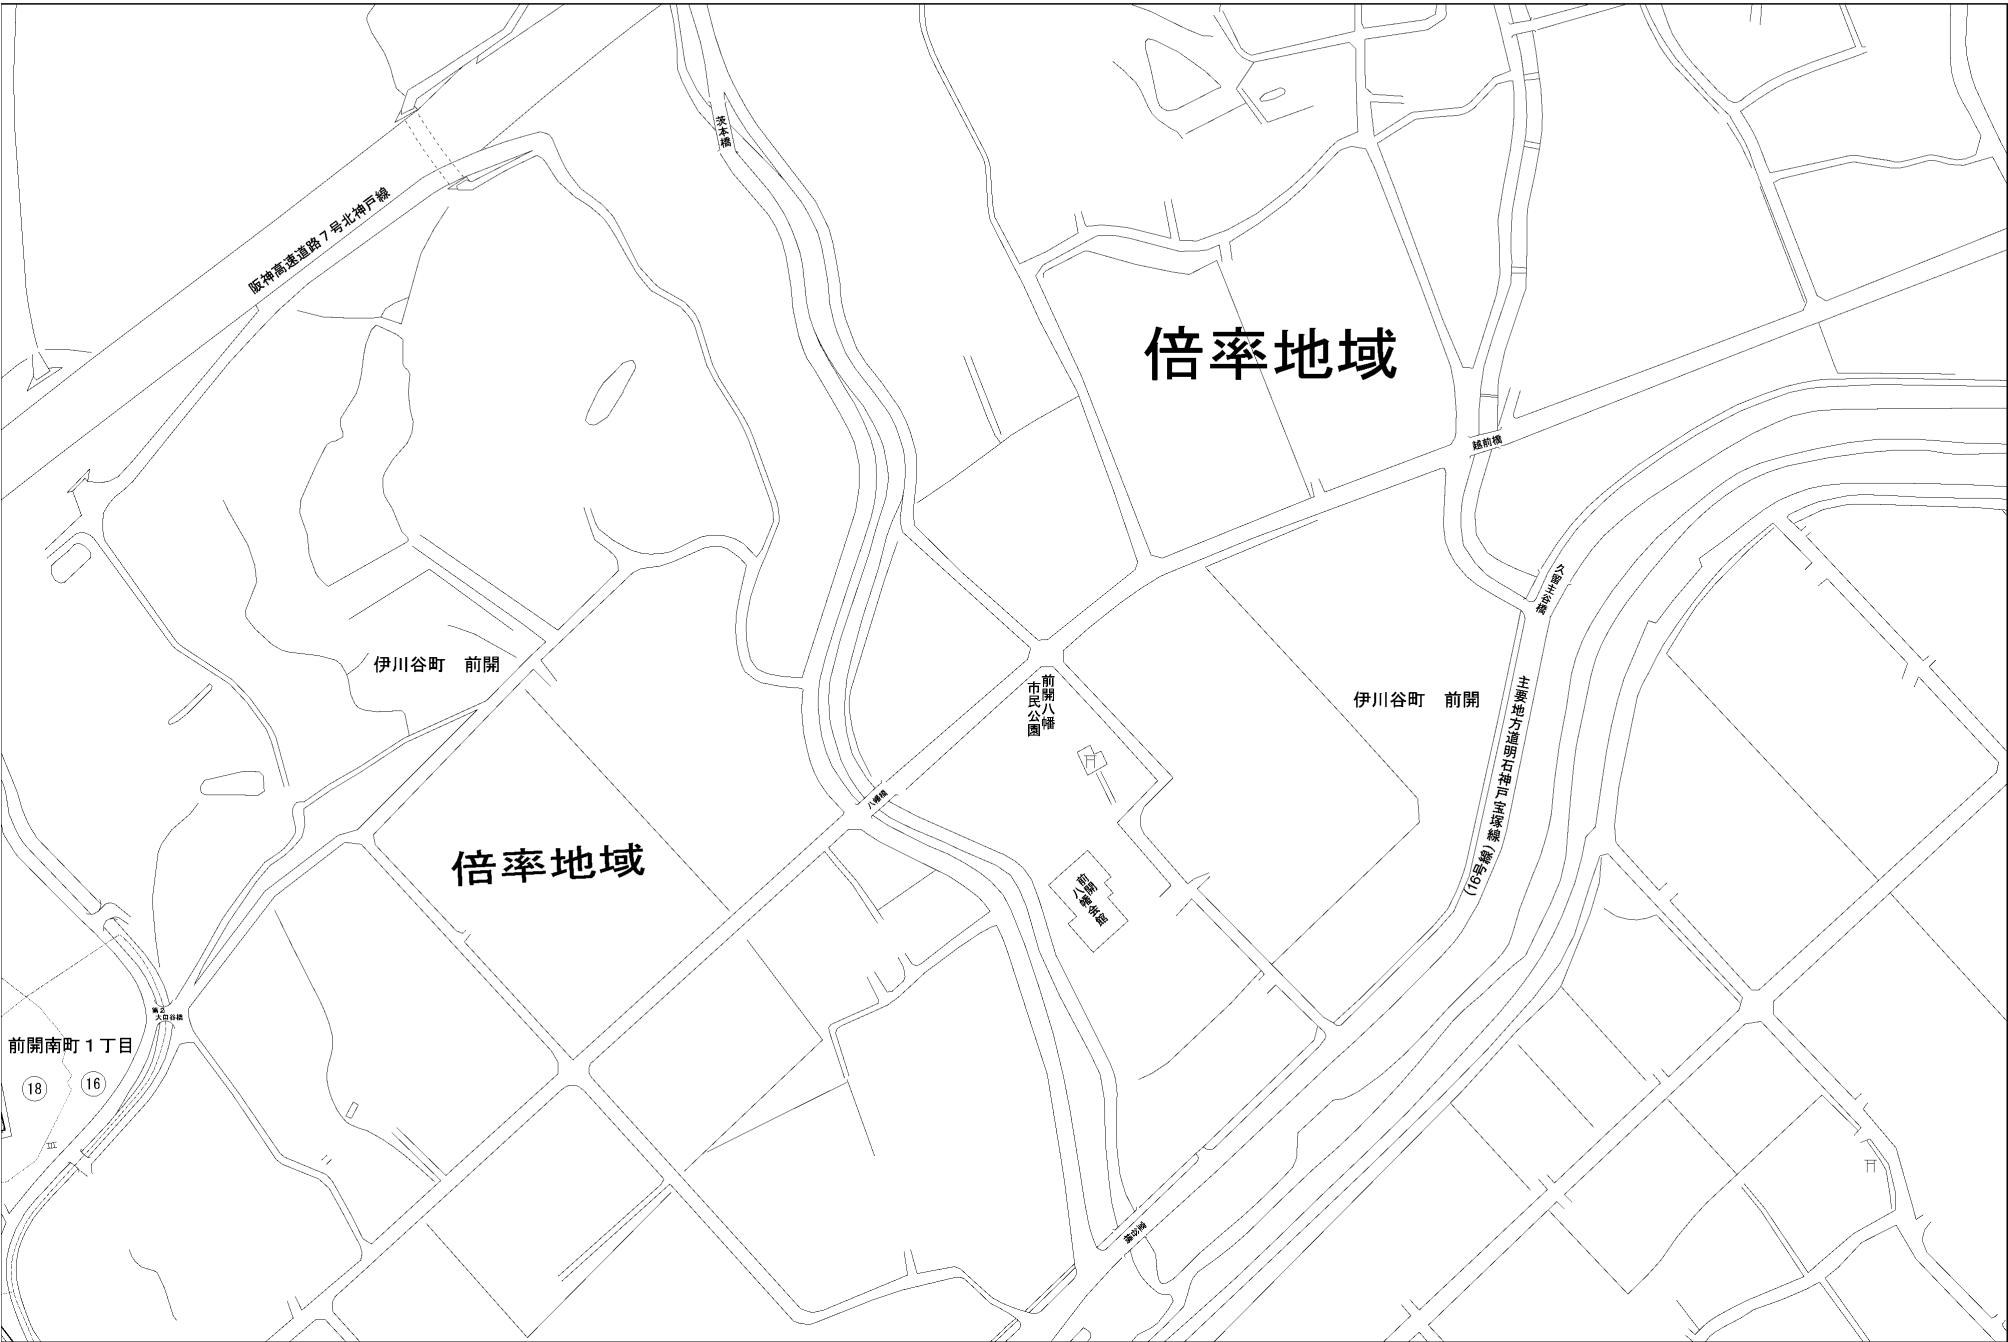 茨本橋
阪神高速道路７号北神戸線
倍率地域
越前橋
久留主谷橋
伊川谷町　前開
前開八幡
市民公園
伊川谷町　前開
主要地方道明石神戸宝塚線
(16号線)
八幡橋
倍率地域
前開
八幡会館
第２
前開南町１丁目
18
16